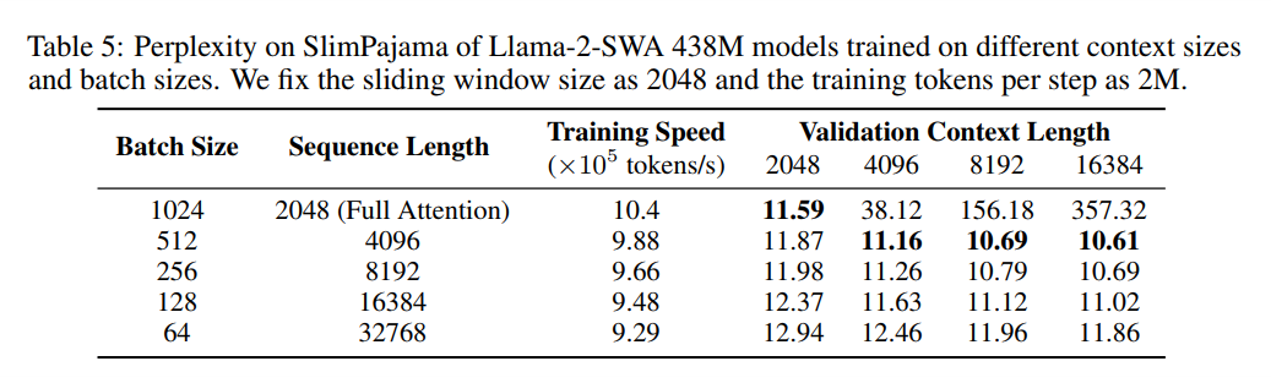 Table 5: Perplexity on SlimPajama of Llama-2-SWA 438M models trained on different context sizes
and batch sizes. We fix the sliding window size as 2048 and the training tokens per step as 2M.
Batch Size Sequence Length Training Speed Validation Context Length
(×10⁵ tokens/s) 2048 4096 8192 16384
1024 2048 (Full Attention) 10.4 11.59 38.12 156.18 357.32
512 4096 9.88 11.87 11.16 10.69 10.61
256 8192 9.66 11.98 11.26 10.79 10.69
128 16384 9.48 12.37 11.63 11.12 11.02
64 32768 9.29 12.94 12.46 11.96 11.86